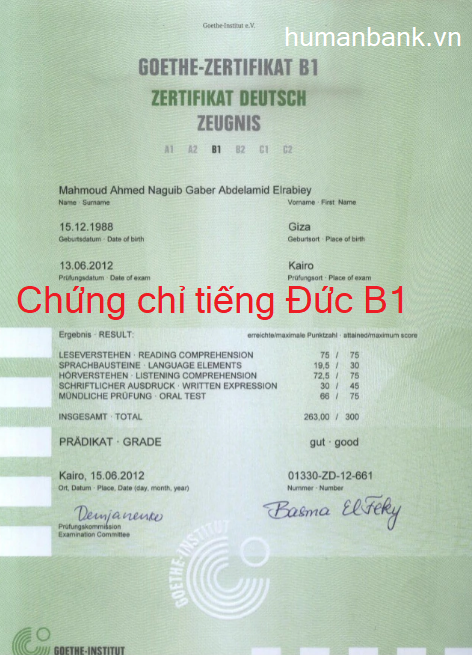 Goethe-Institut e.V.
humanbank.vn
GOETHE-ZERTIFIKAT B1
ZERTIFIKAT DEUTSCH
ZEUGNIS
A1 A2 B1 B2 C1 C2
Mahmoud Ahmed Naguib Gaber Abdelamid Elrabiey
Name · Surname Vorname · First Name
15.12.1988 Giza
Geburtsdatum · Date of birth Geburtsort · Place of birth
13.06.2012 Kairo
Prüfungsdatum · Date of exam Prüfungsort · Place of exam
Chứng chỉ tiếng Đức B1
Ergebnis · RESULT: erreichte/maximale Punktzahl · attained/maximum score
LESEVERSTEHEN · READING COMPREHENSION 75 / 75
SPRACHBAUSTEINE · LANGUAGE ELEMENTS 19,5 / 30
HÖRVERSTEHEN · LISTENING COMPREHENSION 72,5 / 75
SCHRIFTLICHER AUSDRUCK · WRITTEN EXPRESSION 30 / 45
MÜNDLICHE PRÜFUNG · ORAL TEST 66 / 75
INSGESAMT · TOTAL 263,00 / 300
PRÄDIKAT · GRADE gut · good
Kairo, 15.06.2012 01330-ZD-12-661
Ort, Datum · Place, Date (day, month, year) Nummer · Number
Demjanenko Basma ElFeky
Prüfungskommission
Examination Committee
GOETHE-INSTITUT
GOETHE-INSTITUT